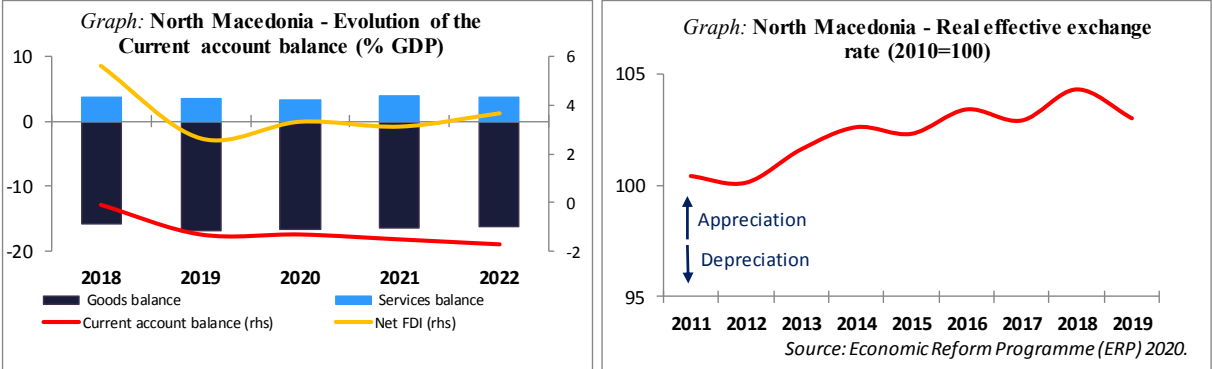 Graph: North Macedonia - Evolution of the
Current account balance (% GDP)
10
0
-10
-20
6
4
2
0
-2
2018 2019 2020 2021 2022
Goods balance
Services balance
Current account balance (rhs)
Net FDI (rhs)
Graph: North Macedonia - Real effective exchange
rate (2010=100)
105
100
95
Appreciation
Depreciation
2011 2012 2013 2014 2015 2016 2017 2018 2019
Source: Economic Reform Programme (ERP) 2020.